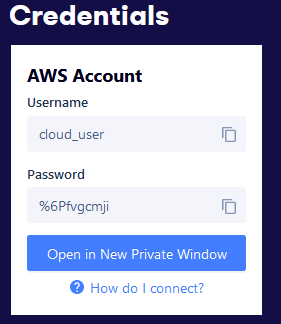 Credentials
AWS Account
Username
cloud_user
Password
%6Pfvgcmji
Open in New Private Window
? How do I connect?